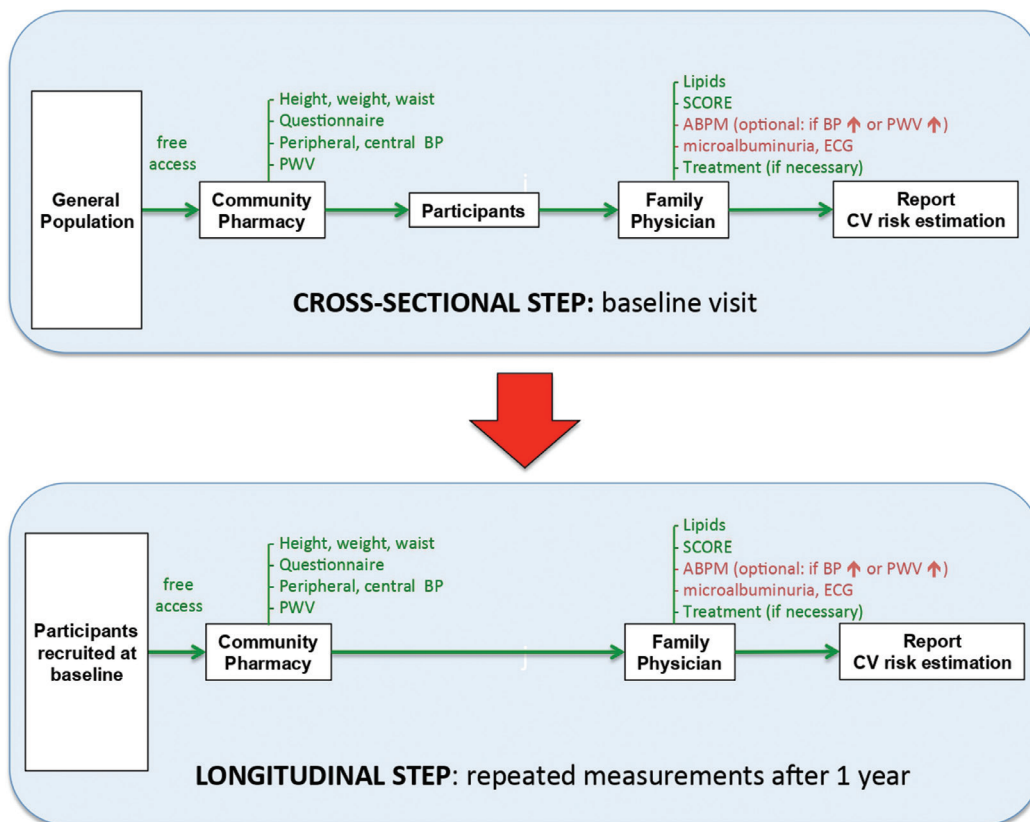 Height, weight, waist
Questionnaire
Peripheral, central BP
PWV
Lipids
SCORE
ABPM (optional: if BP ↑ or PWV ↑)
microalbuminuria, ECG
Treatment (if necessary)
free
access
General
Population
Community
Pharmacy
Participants
Family
Physician
Report
CV risk estimation
CROSS-SECTIONAL STEP: baseline visit
Height, weight, waist
Questionnaire
Peripheral, central BP
PWV
Lipids
SCORE
ABPM (optional: if BP ↑ or PWV ↑)
microalbuminuria, ECG
Treatment (if necessary)
free
access
Participants
recruited at
baseline
Community
Pharmacy
j
Family
Physician
Report
CV risk estimation
LONGITUDINAL STEP: repeated measurements after 1 year